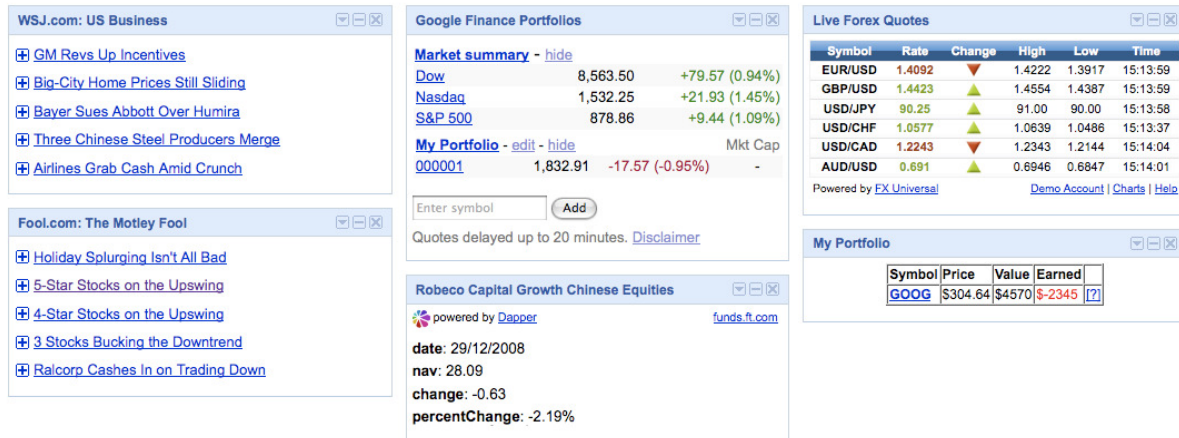 WSJ.com: US Business
GM Revs Up Incentives
Big-City Home Prices Still Sliding
Bayer Sues Abbott Over Humira
Three Chinese Steel Producers Merge
Airlines Grab Cash Amid Crunch
Fool.com: The Motley Fool
Holiday Splurging Isn't All Bad
5-Star Stocks on the Upswing
4-Star Stocks on the Upswing
3 Stocks Bucking the Downtrend
Ralcorp Cashes In on Trading Down
Google Finance Portfolios
Market summary - hide
Dow 8,563.50 +79.57 (0.94%)
Nasdaq 1,532.25 +21.93 (1.45%)
S&P 500 878.86 +9.44 (1.09%)
My Portfolio - edit - hide Mkt Cap
000001 1,832.91 -17.57 (-0.95%) -
Enter symbol Add
Quotes delayed up to 20 minutes. Disclaimer
Robeco Capital Growth Chinese Equities
powered by Dapper funds.ft.com
date: 29/12/2008
nav: 28.09
change: -0.63
percentChange: -2.19%
Live Forex Quotes
Symbol Rate Change High Low Time
EUR/USD 1.4092 1.4222 1.3917 15:13:59
GBP/USD 1.4423 1.4554 1.4387 15:13:59
USD/JPY 90.25 91.00 90.00 15:13:58
USD/CHF 1.0577 1.0639 1.0486 15:13:37
USD/CAD 1.2243 1.2343 1.2144 15:14:04
AUD/USD 0.691 0.6946 0.6847 15:14:01
Powered by FX Universal Demo Account | Charts | Help
My Portfolio
Symbol Price Value Earned
GOOG $304.64 $4570 $-2345 [?]